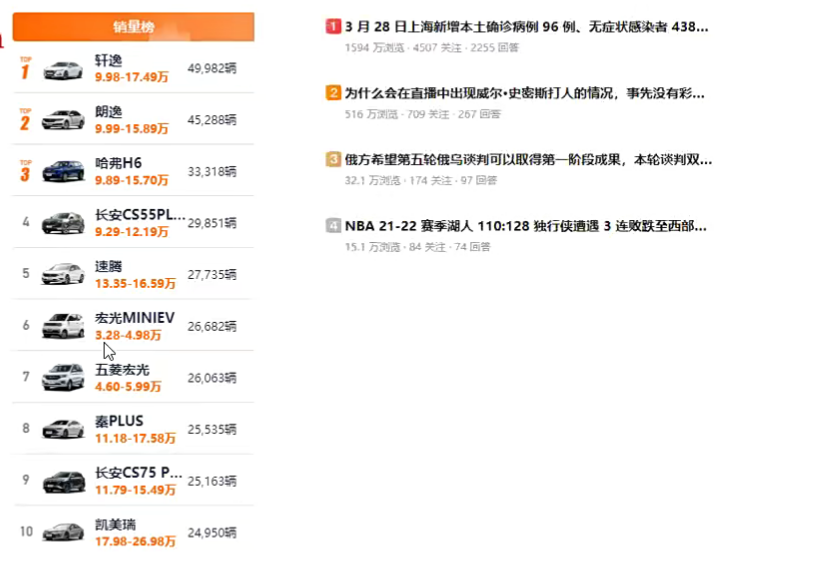 销量榜
TOP
1
轩逸
9.98-17.49万
49,982辆
TOP
2
朗逸
9.99-15.89万
45,288辆
TOP
3
哈弗H6
9.89-15.70万
33,318辆
4
长安CS55PL...
9.29-12.19万
29,851辆
5
速腾
13.35-16.59万
27,735辆
6
宏光MINIEV
3.28-4.98万
26,682辆
7
五菱宏光
4.60-5.99万
26,063辆
8
秦PLUS
11.18-17.58万
25,535辆
9
长安CS75 P...
11.79-15.49万
25,163辆
10
凯美瑞
17.98-26.98万
24,950辆
1 3 月 28 日上海新增本土确诊病例 96 例、无症状感染者 438...
1594 万浏览 · 4507 关注 · 2255 回答
2 为什么会在直播中出现威尔·史密斯打人的情况，事先没有彩...
516 万浏览 · 709 关注 · 267 回答
3 俄方希望第五轮俄乌谈判可以取得第一阶段成果，本轮谈判双...
32.1 万浏览 · 174 关注 · 97 回答
4 NBA 21-22 赛季湖人 110:128 独行侠遭遇 3 连败跌至西部...
15.1 万浏览 · 84 关注 · 74 回答